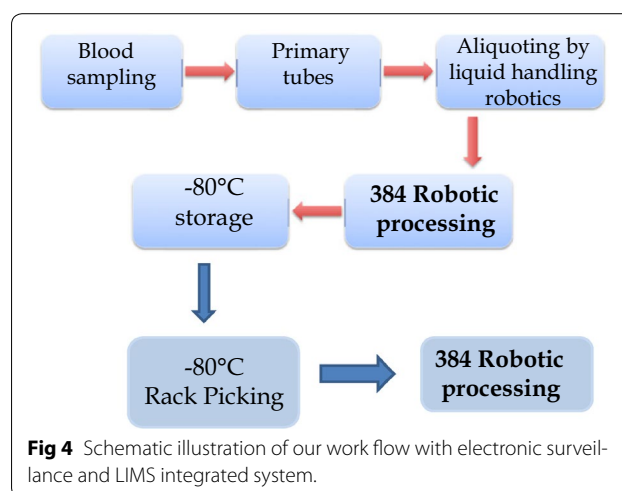 Blood
sampling
Primary
tubes
Aliquoting by
liquid handling
robotics
384 Robotic
processing
-80°C
storage
-80°C
Rack Picking
384 Robotic
processing
Fig 4 Schematic illustration of our work flow with electronic surveil-
lance and LIMS integrated system.